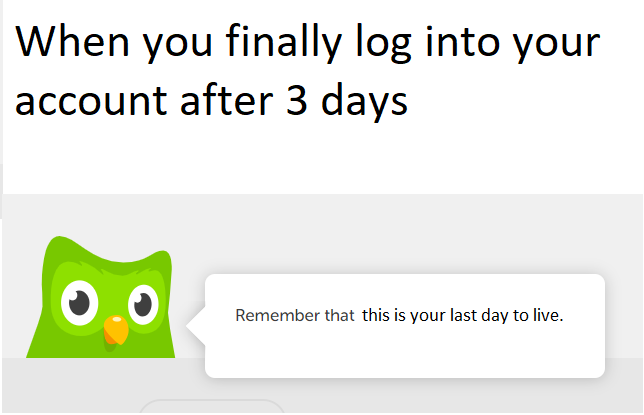 When you finally log into your
account after 3 days
Remember that this is your last day to live.